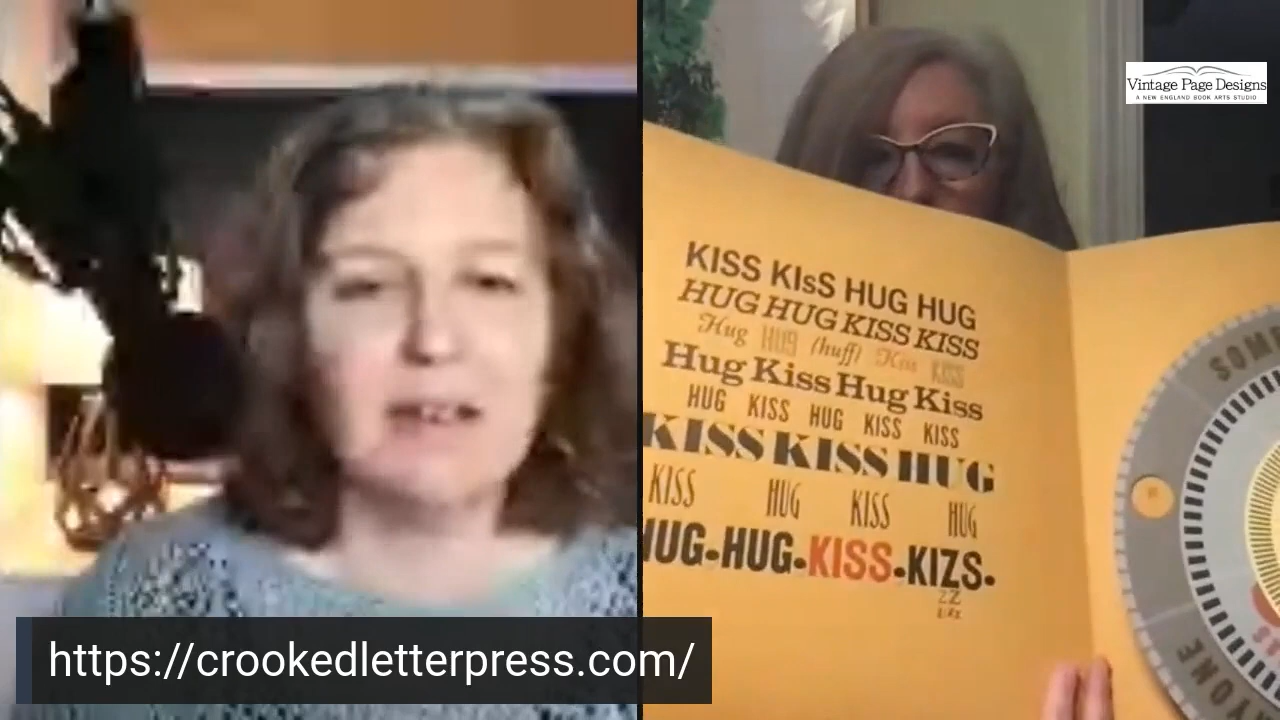 Vintage Page Designs
A NEW ENGLAND BOOK ARTS STUDIO
KISS KIsS HUG HUG
HUG HUG KISS KISS
Hug HUG (huff) Kiss KISS
Hug Kiss Hug Kiss
HUG KISS HUG KISS KISS
KISS KISS HUG
KISS HUG KISS HUG
HUG•HUG•KISS•KIZS•
ZZ
https://crookedletterpress.com/